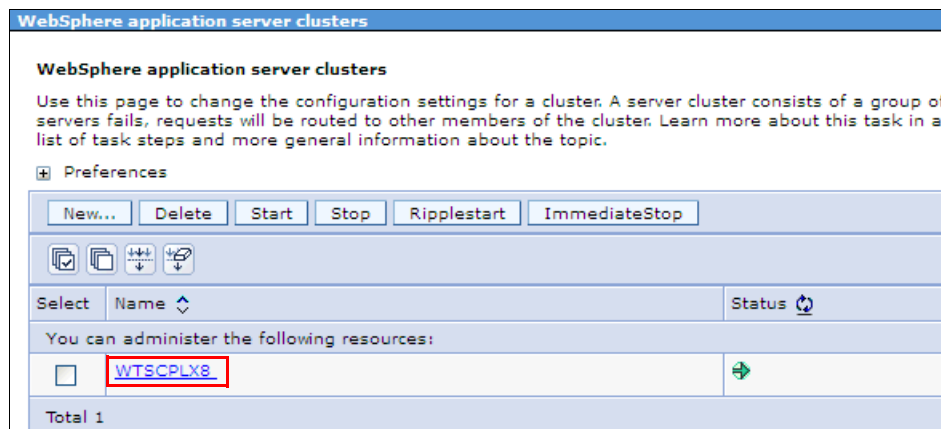 WebSphere application server clusters
WebSphere application server clusters
Use this page to change the configuration settings for a cluster. A server cluster consists of a group of
servers fails, requests will be routed to other members of the cluster. Learn more about this task in a
list of task steps and more general information about the topic.
Preferences
New... Delete Start Stop Ripplestart ImmediateStop
Select Name Status
You can administer the following resources:
WTSCPLX8
Total 1